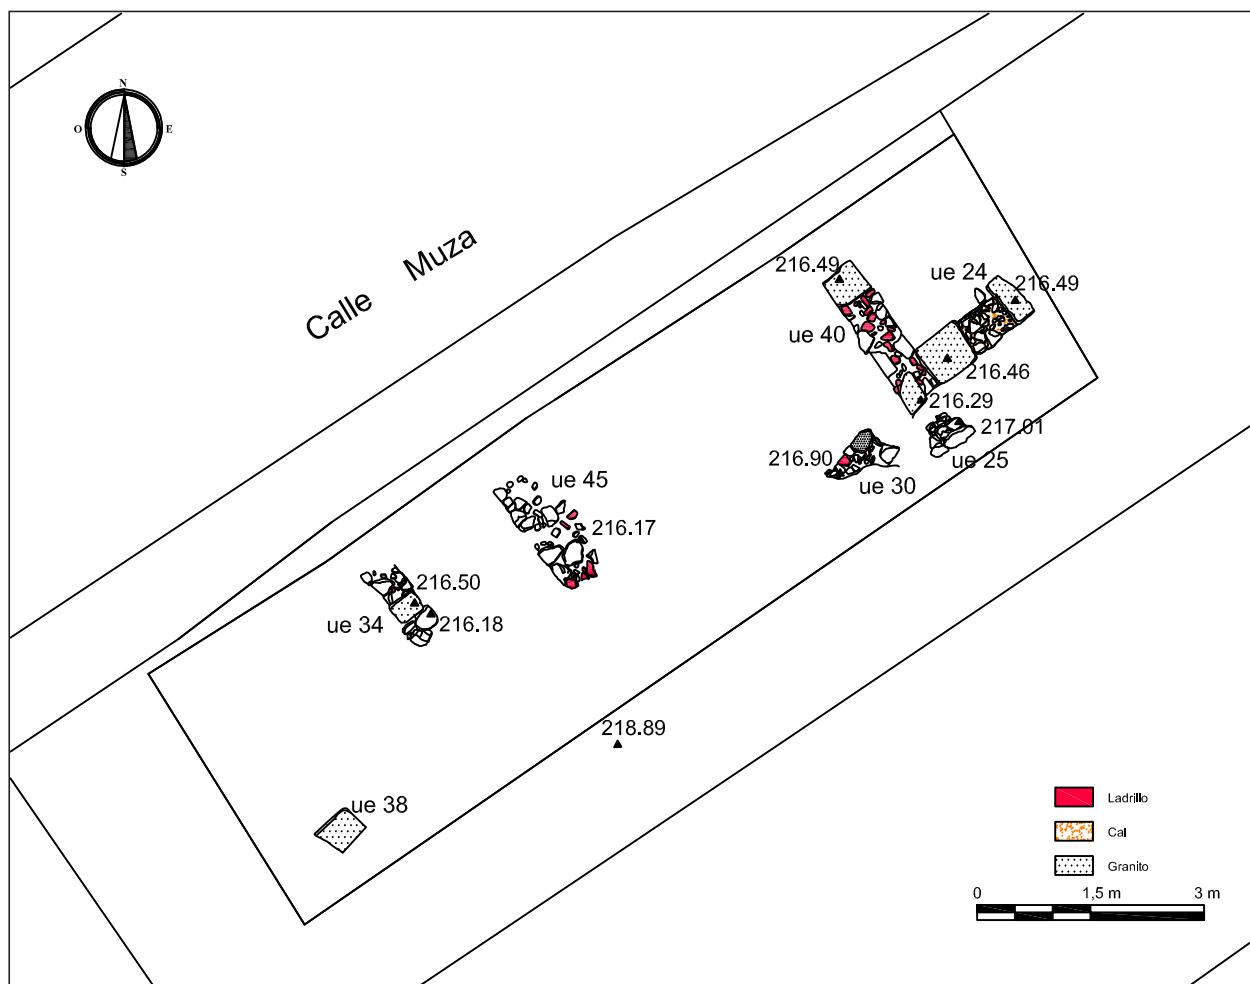 N
O
E
S
Calle Muza
216.49
ue 24
216.49
ue 40
216.46
216.29
217.01
ue 25
216.90
ue 30
ue 45
216.17
216.50
ue 34
216.18
218.89
ue 38
Ladrillo
Cal
Granito
0
1,5 m
3 m